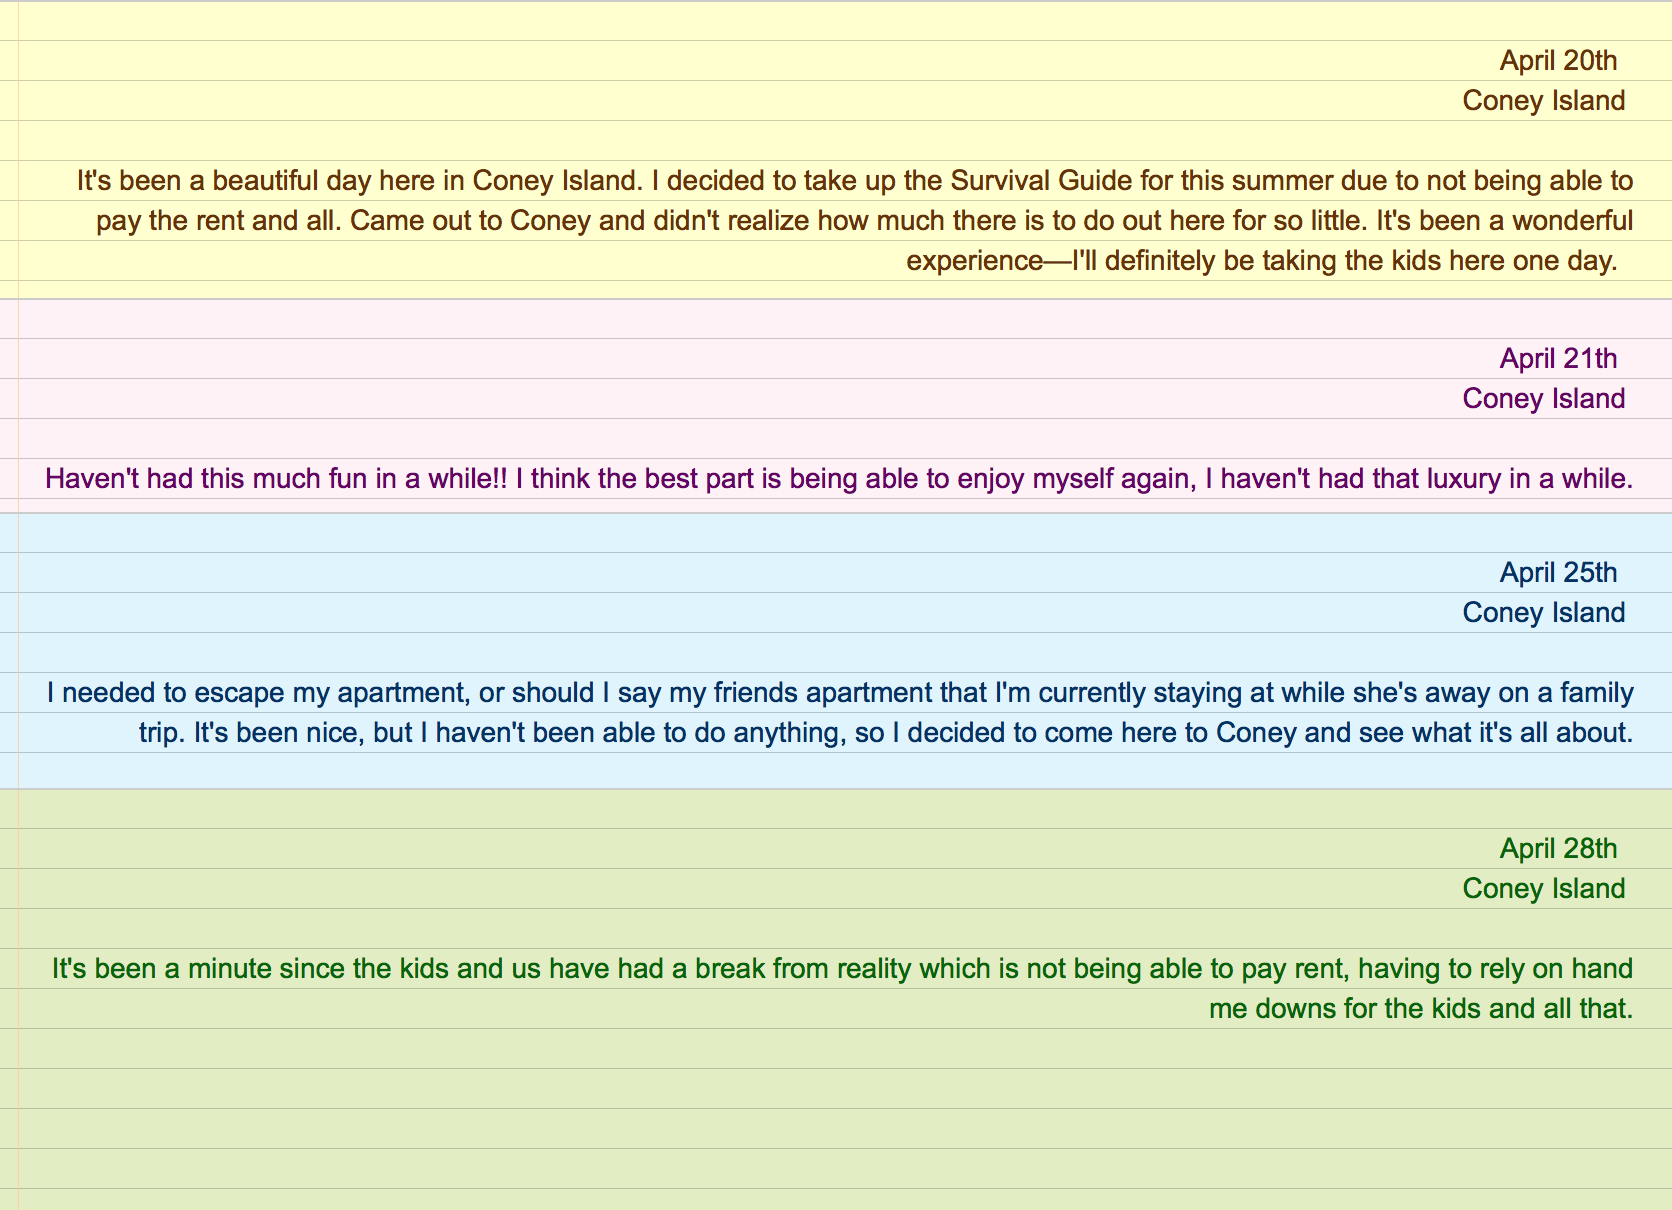 April 20th
Coney Island
It's been a beautiful day here in Coney Island. I decided to take up the Survival Guide for this summer due to not being able to
pay the rent and all. Came out to Coney and didn't realize how much there is to do out here for so little. It's been a wonderful
experience—I'll definitely be taking the kids here one day.
April 21th
Coney Island
Haven't had this much fun in a while!! I think the best part is being able to enjoy myself again, I haven't had that luxury in a while.
April 25th
Coney Island
I needed to escape my apartment, or should I say my friends apartment that I'm currently staying at while she's away on a family
trip. It's been nice, but I haven't been able to do anything, so I decided to come here to Coney and see what it's all about.
April 28th
Coney Island
It's been a minute since the kids and us have had a break from reality which is not being able to pay rent, having to rely on hand
me downs for the kids and all that.